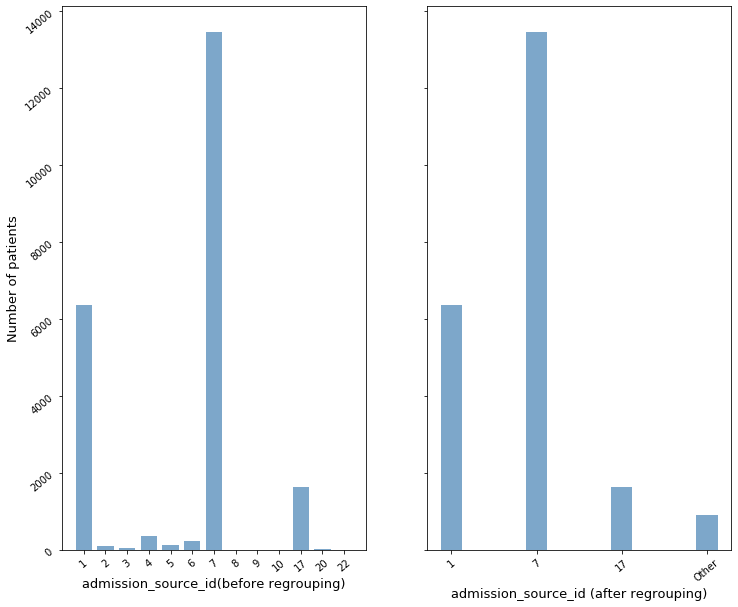 14000
12000
10000
8000
6000
4000
2000
0
Number of patients
1 2 3 4 5 6 7 8 9 10 17 20 22
admission_source_id(before regrouping)
1 7 17 Other
admission_source_id (after regrouping)